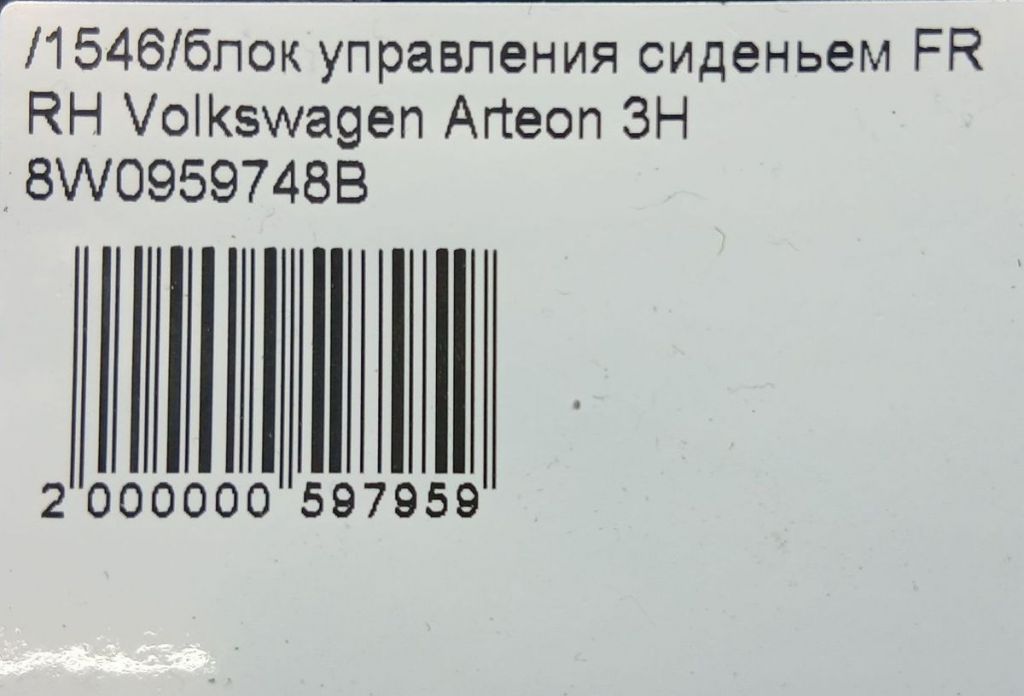 /1546/блок управления сиденьем FR
RH Volkswagen Arteon 3H
8W0959748B
2 000000 597959